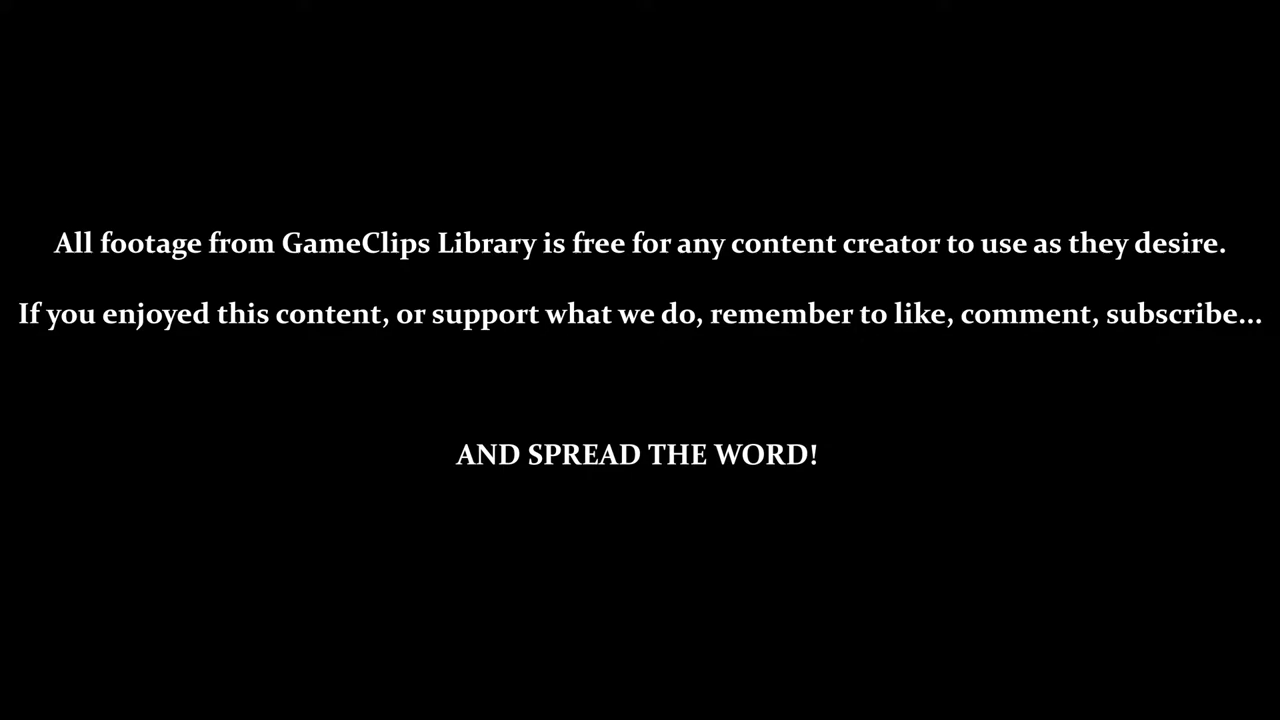 All footage from GameClips Library is free for any content creator to use as they desire.
If you enjoyed this content, or support what we do, remember to like, comment, subscribe...
AND SPREAD THE WORD!